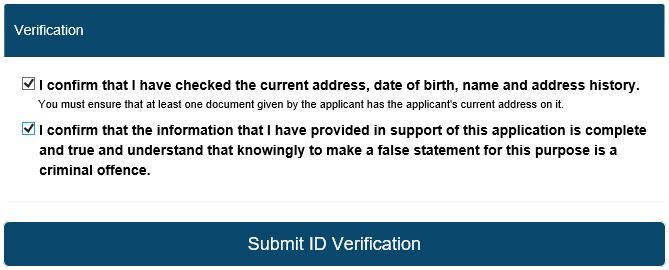 Verification
I confirm that I have checked the current address, date of birth, name and address history.
You must ensure that at least one document given by the applicant has the applicant's current address on it.
I confirm that the information that I have provided in support of this application is complete
and true and understand that knowingly to make a false statement for this purpose is a
criminal offence.
Submit ID Verification